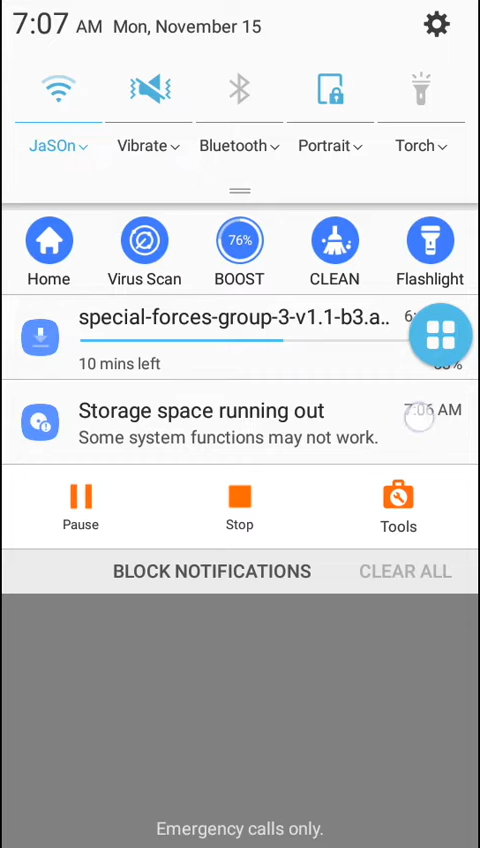 7:07 AM Mon, November 15
JaSOn Vibrate Bluetooth Portrait Torch
76%
Home Virus Scan BOOST CLEAN Flashlight
special-forces-group-3-v1.1-b3.a..
10 mins left
Storage space running out 7:06 AM
Some system functions may not work.
Pause Stop Tools
BLOCK NOTIFICATIONS CLEAR ALL
Emergency calls only.